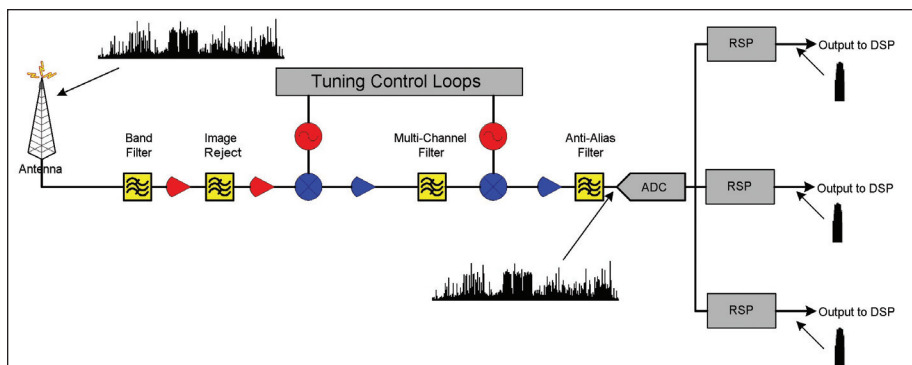 RSP
Output to DSP
Tuning Control Loops
Band
Filter
Image
Reject
Multi-Channel
Filter
Anti-Alias
Filter
Antenna
ADC
RSP
Output to DSP
RSP
Output to DSP